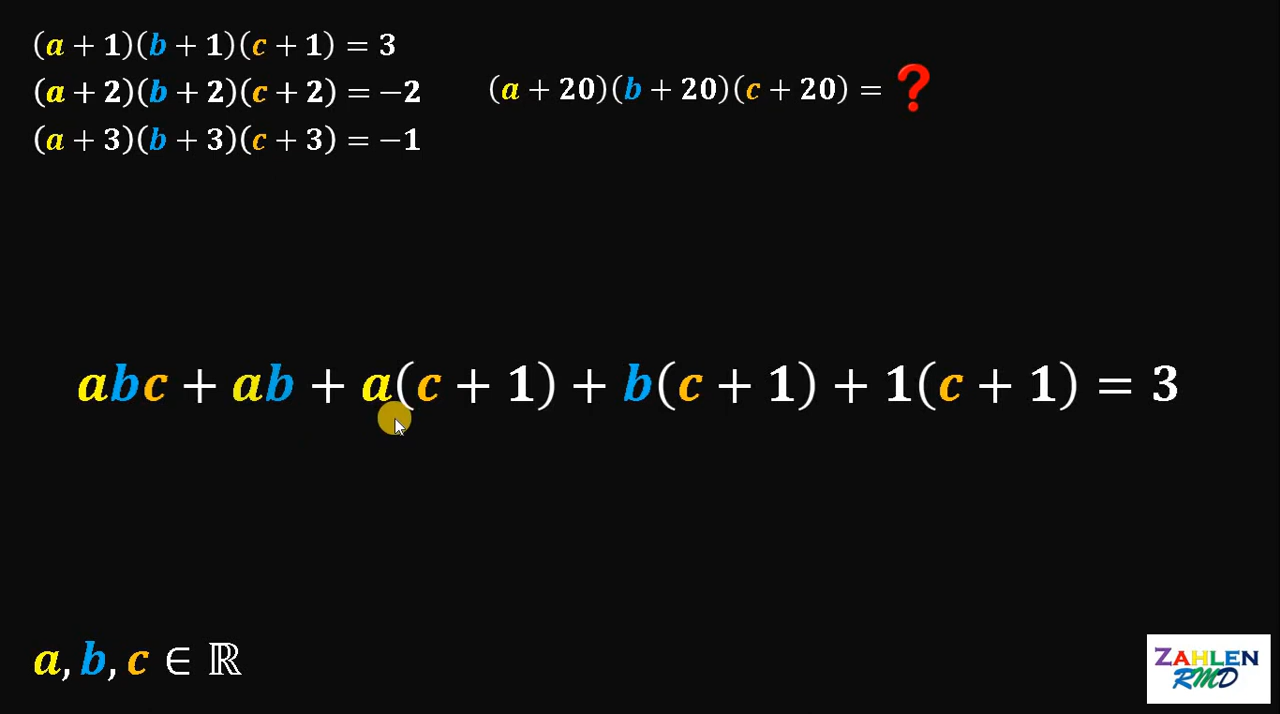 (a + 1)(b + 1)(c + 1) = 3
(a + 2)(b + 2)(c + 2) = −2
(a + 3)(b + 3)(c + 3) = −1
(a + 20)(b + 20)(c + 20) = ❓
abc + ab + a(c + 1) + b(c + 1) + 1(c + 1) = 3
a, b, c ∈ ℝ
ZAHLEN
RMD